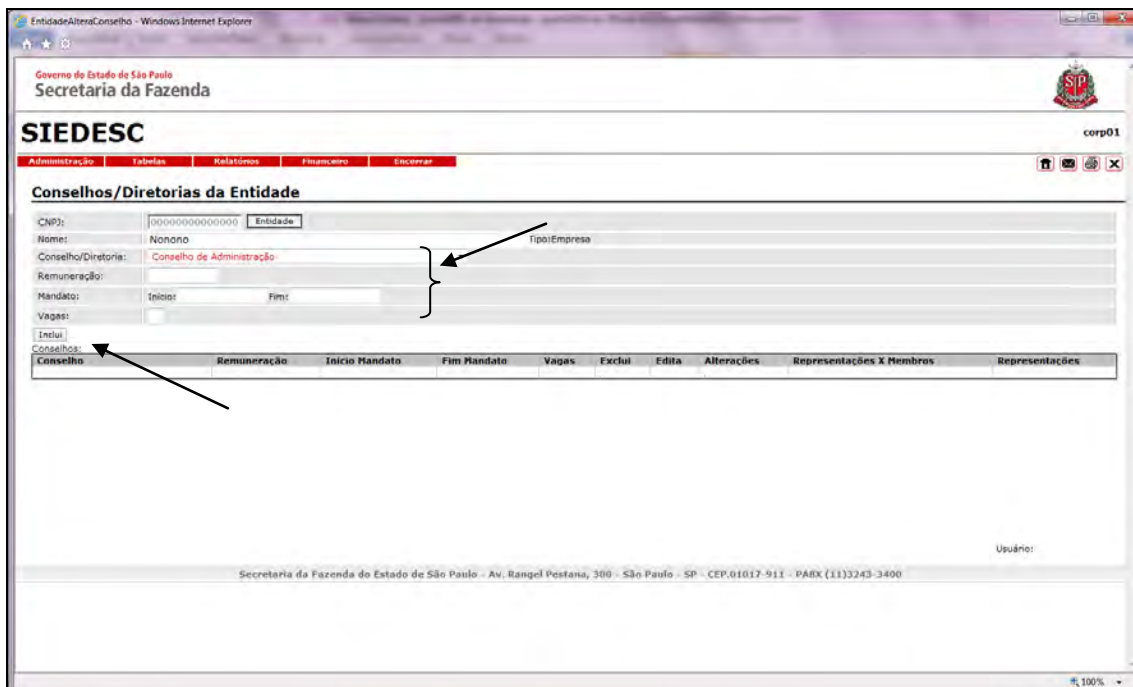 EntidadeAlteraConselho - Windows Internet Explorer
Governo do Estado de São Paulo
Secretaria da Fazenda
SIEDESC
corp01
Administração Tabelas Relatórios Financeiro Encerrar
Conselhos/Diretorias da Entidade
CNPJ: 00000000000000 Entidade
Nome: Nonono Tipo:Empresa
Conselho/Diretoria: Conselho de Administração
Remuneração:
Mandato: Início: Fim:
Vagas:
Inclui
Conselhos:
Conselho Remuneração Início Mandato Fim Mandato Vagas Exclui Edita Alterações Representações X Membros Representações
Usuário:
Secretaria da Fazenda do Estado de São Paulo - Av. Rangel Pestana, 300 - São Paulo - SP - CEP.01017-911 - PABX (11)3243-3400
100%